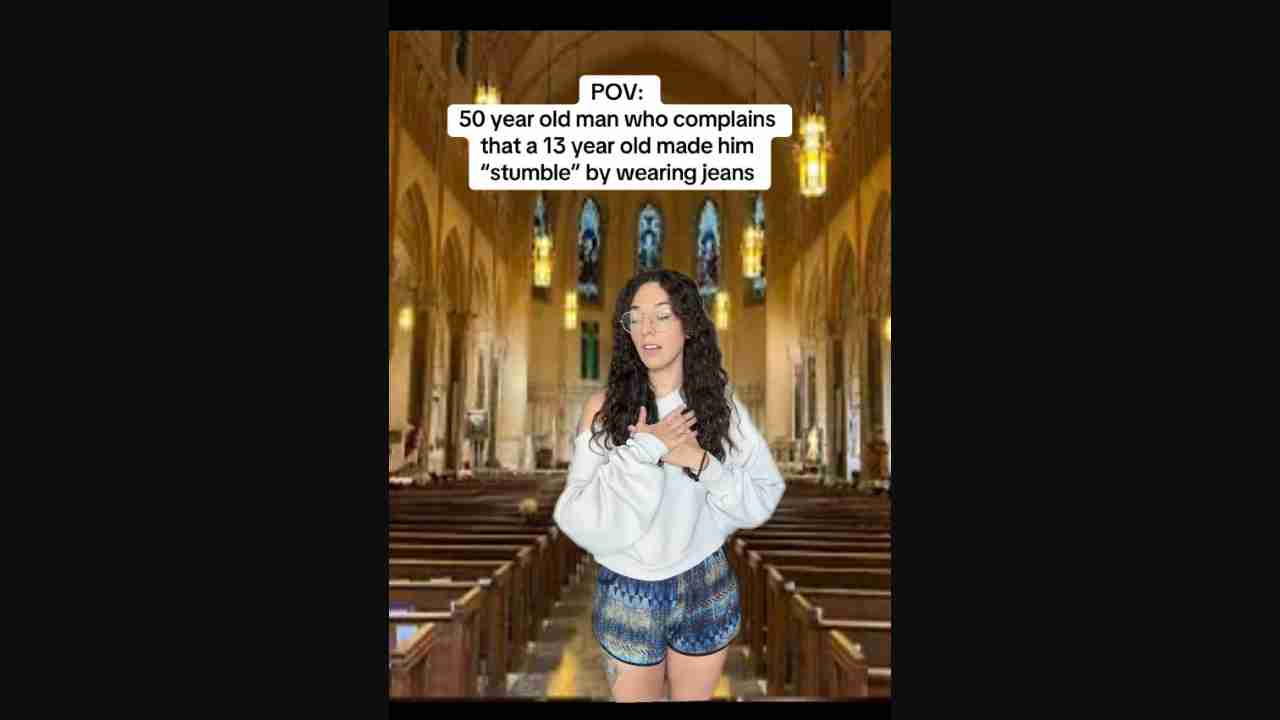 POV:
50 year old man who complains
that a 13 year old made him
“stumble” by wearing jeans